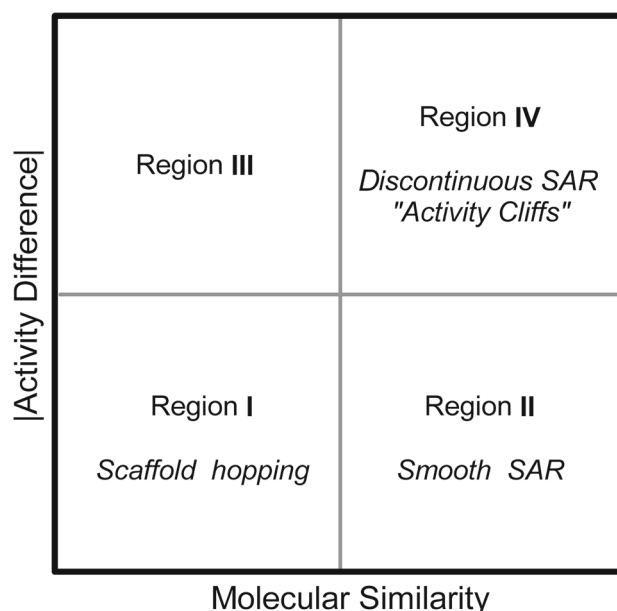 |Activity Difference|
Region III
Region IV
Discontinuous SAR
"Activity Cliffs"
Region I
Scaffold hopping
Region II
Smooth SAR
Molecular Similarity